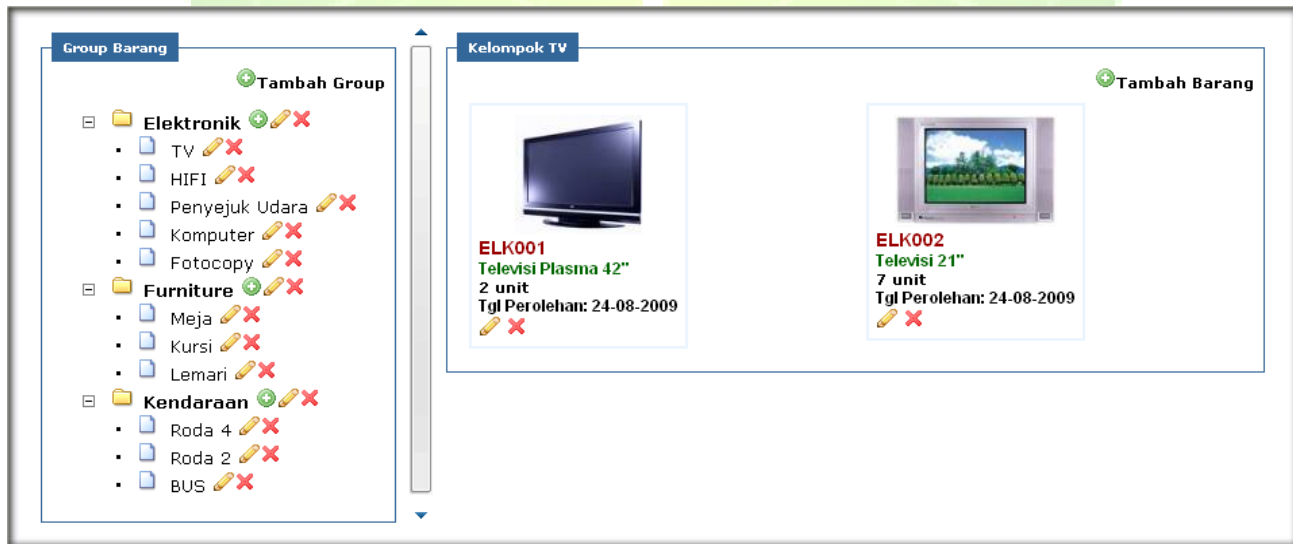 Group Barang
Tambah Group
Elektronik
TV
HIFI
Penyejuk Udara
Komputer
Fotocopy
Furniture
Meja
Kursi
Lemari
Kendaraan
Roda 4
Roda 2
BUS
Kelompok TV
Tambah Barang
ELK001
Televisi Plasma 42"
2 unit
Tgl Perolehan: 24-08-2009
ELK002
Televisi 21"
7 unit
Tgl Perolehan: 24-08-2009